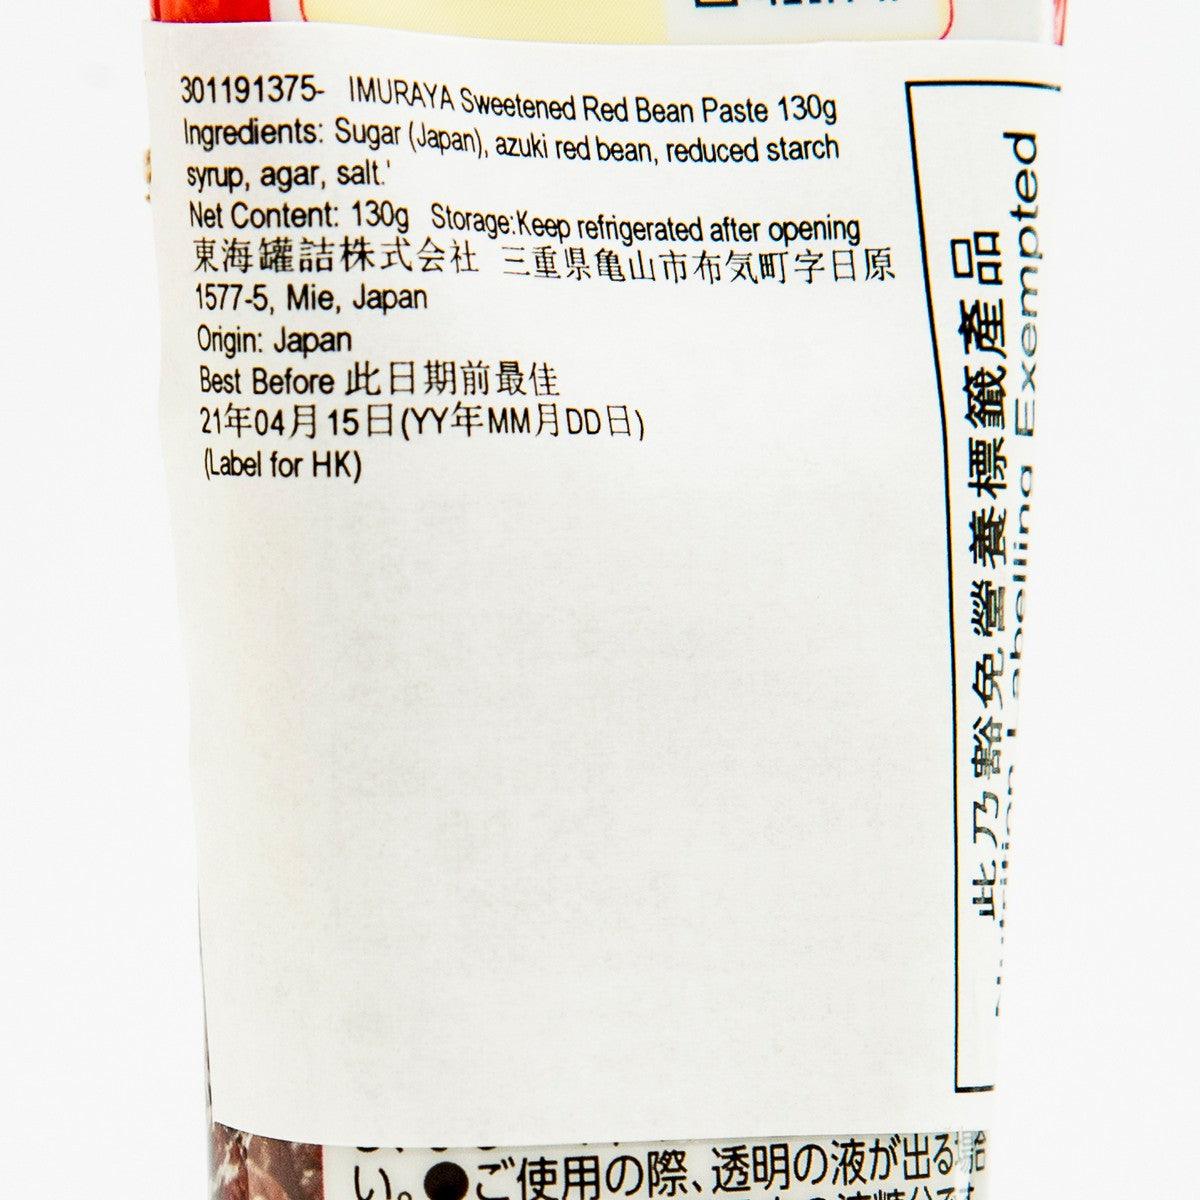 301191375- IMURAYA Sweetened Red Bean Paste 130g
Ingredients: Sugar (Japan), azuki red bean, reduced starch
syrup, agar, salt.'
Net Content: 130g Storage:Keep refrigerated after opening
東海罐詰株式会社 三重県亀山市布気町字日原
1577-5, Mie, Japan
Origin: Japan
Best Before 此日期前最佳
21年04月15日(YY年MM月DD日)
(Label for HK)
此乃豁免營養標籤產品
Labelling Exempted
い。●ご使用の際、透明の液が出る場合